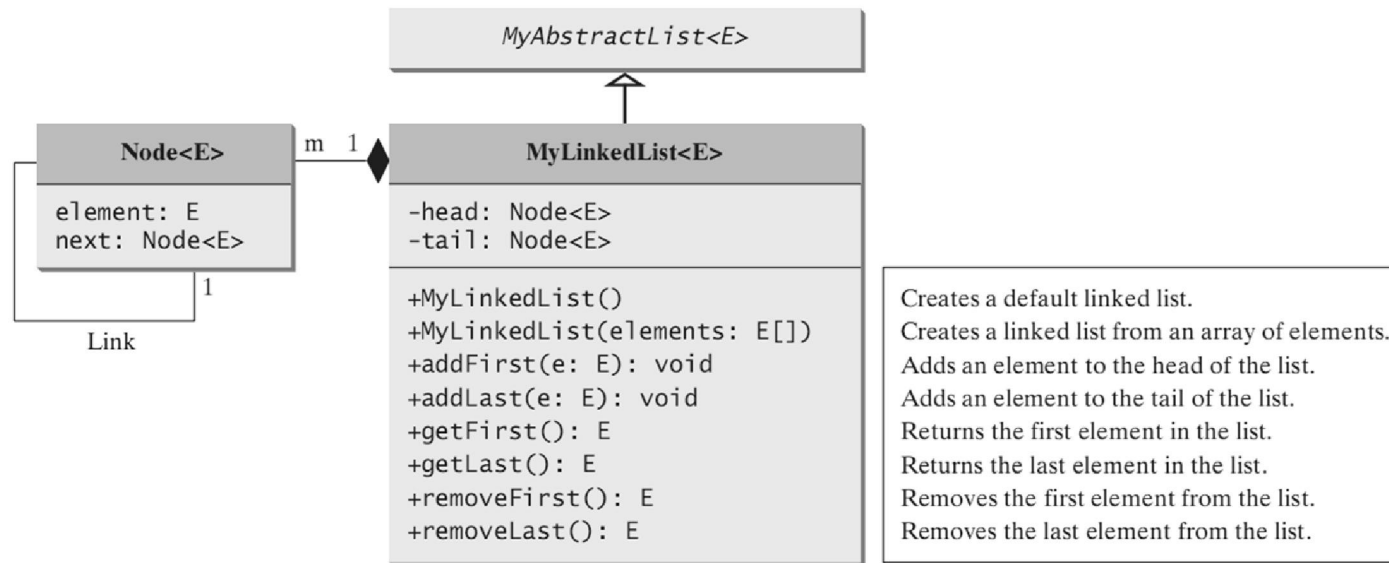 MyAbstractList<E>
Node<E>
m 1
MyLinkedList<E>
element: E
next: Node<E>
1
Link
-head: Node<E>
-tail: Node<E>
+MyLinkedList()
+MyLinkedList(elements: E[])
+addFirst(e: E): void
+addLast(e: E): void
+getFirst(): E
+getLast(): E
+removeFirst(): E
+removeLast(): E
Creates a default linked list.
Creates a linked list from an array of elements.
Adds an element to the head of the list.
Adds an element to the tail of the list.
Returns the first element in the list.
Returns the last element in the list.
Removes the first element from the list.
Removes the last element from the list.